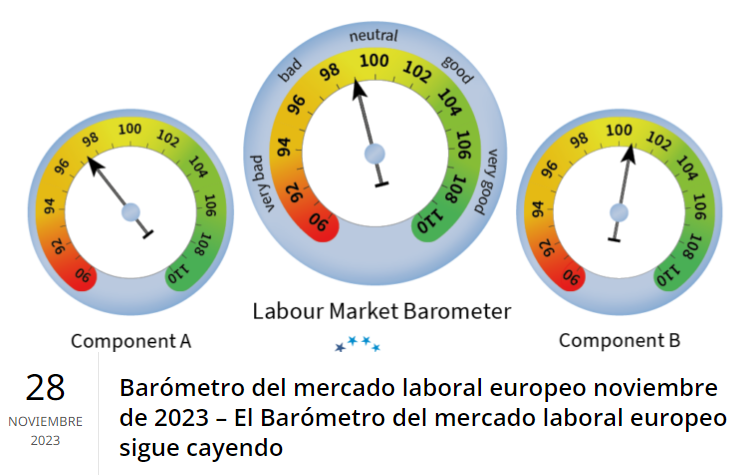 neutral
bad
good
very bad
very good
90
92
94
96
98
100
102
104
106
108
110
90
92
94
96
98
100
102
104
106
108
110
90
92
94
96
98
100
102
104
106
108
110
Labour Market Barometer
Component A
Component B
28
NOVIEMBRE
2023
Barómetro del mercado laboral europeo noviembre
de 2023 – El Barómetro del mercado laboral europeo
sigue cayendo